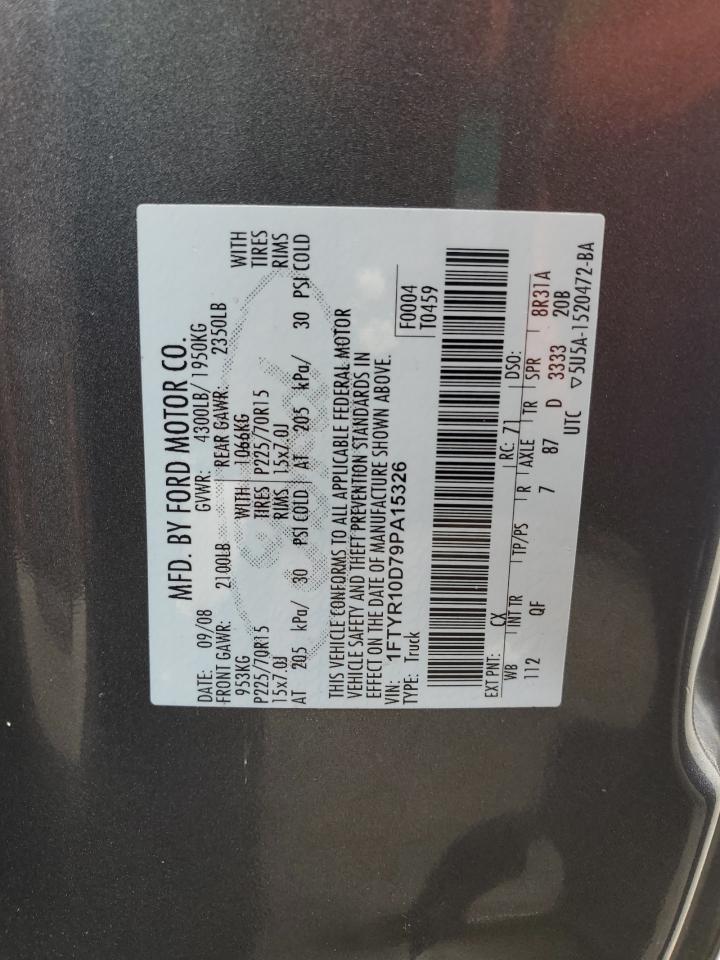 MFD. BY FORD MOTOR CO.
DATE: 09/08 GVWR: 4300LB/ 1950KG
FRONT GAWR: 2100LB REAR GAWR: 2350LB
953KG WITH 1066KG WITH
P225/70R15 TIRES P225/70R15 TIRES
15x7.0J RIMS 15x7.0J RIMS
AT 205 kPa/ 30 PSI COLD AT 205 kPa/ 30 PSI COLD
THIS VEHICLE CONFORMS TO ALL APPLICABLE FEDERAL MOTOR
VEHICLE SAFETY AND THEFT PREVENTION STANDARDS IN
EFFECT ON THE DATE OF MANUFACTURE SHOWN ABOVE.
VIN: 1FTYR10D79PA15326 F0004
TYPE: Truck T0459
EXT PNT: CX RC: 71 DSO:
WB INT TR TP/PS R AXLE TR SPR 8R31A
112 QF 7 87 D 3333 20B
UTC ▽5U5A-1520472-BA